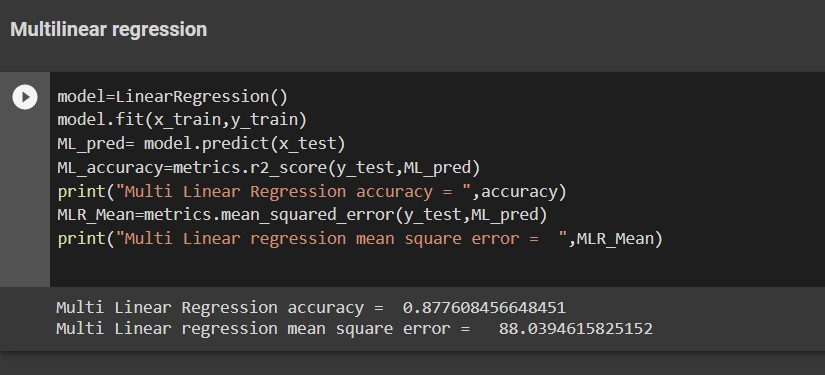 Multilinear regression
model=LinearRegression()
model.fit(x_train,y_train)
ML_pred= model.predict(x_test)
ML_accuracy=metrics.r2_score(y_test,ML_pred)
print("Multi Linear Regression accuracy = ",accuracy)
MLR_Mean=metrics.mean_squared_error(y_test,ML_pred)
print("Multi Linear regression mean square error =  ",MLR_Mean)
Multi Linear Regression accuracy =  0.877608456648451
Multi Linear regression mean square error =   88.0394615825152